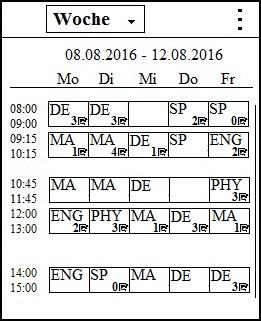 Woche
08.08.2016 - 12.08.2016
Mo Di Mi Do Fr
08:00 DE DE SP SP
09:00 3 3 2 0
09:15 MA MA DE SP ENG
10:15 1 4 1 2
10:45 MA MA DE PHY
11:45 3
12:00 ENG PHY MA DE MA
13:00 2 3 1 3 1
14:00 ENG SP MA DE DE
15:00 0 3